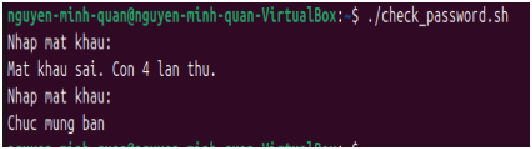 nguyen-minh-quan@nguyen-minh-quan-VirtualBox:~$ ./check_password.sh
Nhap mat khau:
Mat khau sai. Con 4 lan thu.
Nhap mat khau:
Chuc mung ban